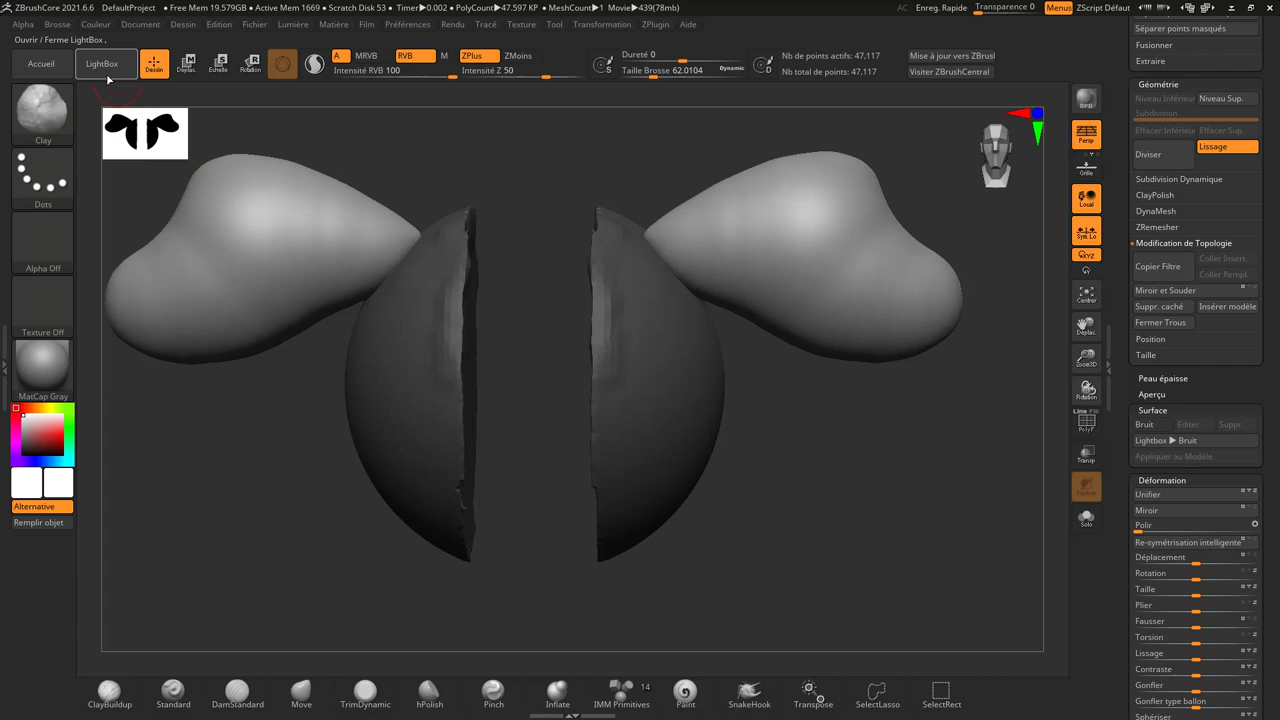 ZBrushCore 2021.6.6 DefaultProject • Free Mem 19.579GB • Active Mem 1669 • Scratch Disk 53 • Timer▶0.002 • PolyCount▶47.597 KP • MeshCount▶1 Movie▶439(78mb) AC Enreg. Rapide Transparence 0 Menus ZScript Défaut
Alpha Brosse Couleur Document Dessin Edition Fichier Lumière Matière Film Préférences Rendu Tracé Texture Tool Transformation ZPlugin Aide
Ouvrir / Ferme LightBox ,
Accueil LightBox Dessin Déplac. Echelle Rotation A MRVB RVB M ZPlus ZMoins Dureté 0 Nb de points actifs: 47,117 Mise à jour vers ZBrush
Intensité RVB 100 Intensité Z 50 Taille Brosse 62.0104 Dynamic Nb total de points: 47,117 Visiter ZBrushCentral
Clay
Dots
Alpha Off
Texture Off
MatCap Gray
Alternative
Remplir objet
BPR
Persp
Grille
Local
Sym. Lo
XYZ
Centrer
Déplac.
Zoom3D
Rotation
Line Fill
PolyF
Transp
Solo
Séparer points masqués
Fusionner
Extraire
Géométrie
Niveau Inférieu Niveau Sup.
Subdivision
Effacer Inférieu Effacer Sup.
Diviser Lissage
Subdivision Dynamique
ClayPolish
DynaMesh
ZRemesher
Modification de Topologie
Copier Filtre Coller Insert.
Coller Rempl.
Miroir et Souder
Suppr. caché Insérer modèle
Fermer Trous
Position
Taille
Peau épaisse
Aperçu
Surface
Bruit Editer Suppr.
Lightbox ▶ Bruit
Appliquer au Modèle
Déformation
Unifier
Miroir
Polir
Re-symétrisation intelligente
Déplacement
Rotation
Taille
Plier
Fausser
Torsion
Lissage
Contraste
Gonfler
Gonfler type ballon
Sphériser
14
ClayBuildup Standard DamStandard Move TrimDynamic hPolish Pinch Inflate IMM Primitives Paint SnakeHook Transpose SelectLasso SelectRect